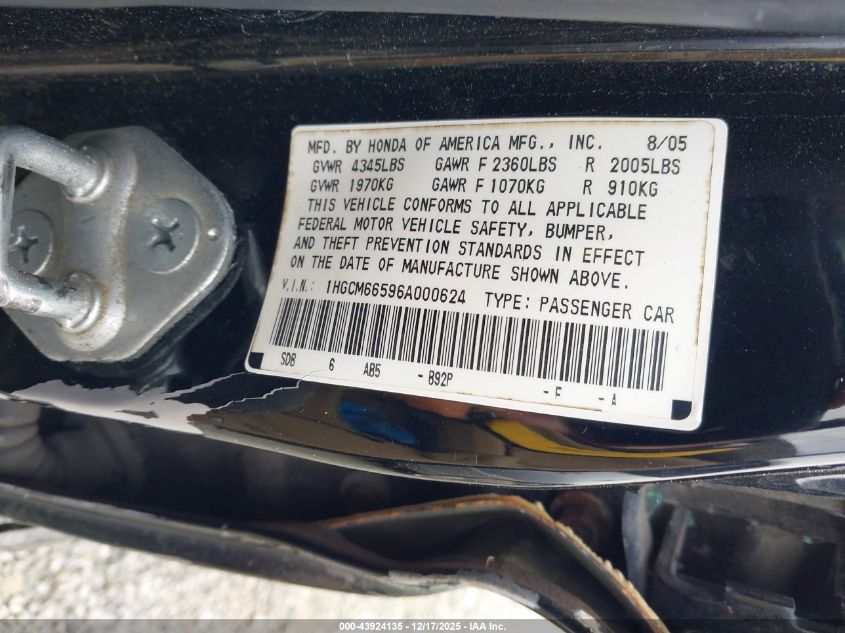 MFD. BY HONDA OF AMERICA MFG., INC. 8/05
GVWR 4345LBS GAWR F 2360LBS R 2005LBS
GVWR 1970KG GAWR F 1070KG R 910KG
THIS VEHICLE CONFORMS TO ALL APPLICABLE
FEDERAL MOTOR VEHICLE SAFETY, BUMPER,
AND THEFT PREVENTION STANDARDS IN EFFECT
ON THE DATE OF MANUFACTURE SHOWN ABOVE.
V.I.N.: 1HGCM66596A000624 TYPE: PASSENGER CAR
SDB 6 AB5 - B92P - F - A
000-43924135 - 12/17/2025 - IAA Inc.